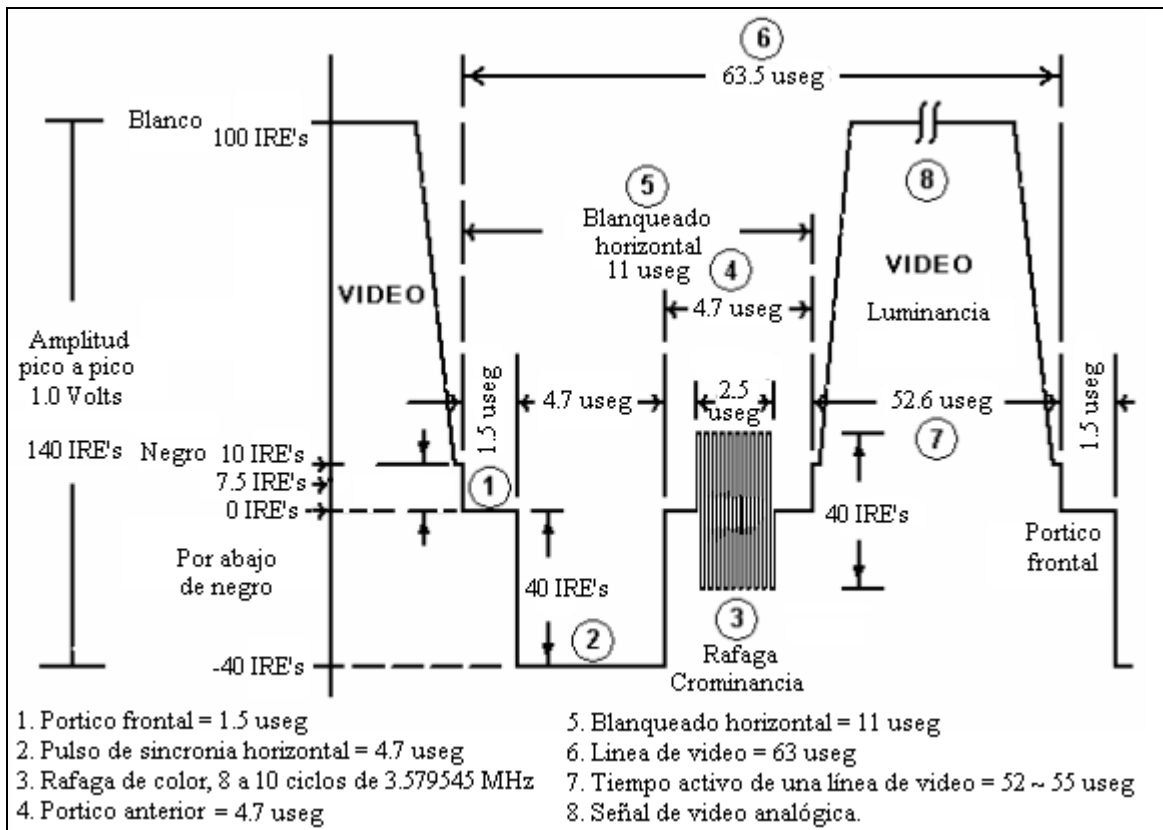 6
63.5 useg
Blanco
100 IRE's
5
Blanqueado
horizontal
11 useg
4
8
VIDEO
VIDEO
4.7 useg
Luminancia
Amplitud
pico a pico
1.0 Volts
1.5 useg
4.7 useg
2.5
useg
52.6 useg
1.5 useg
7
140 IRE's
Negro
10 IRE's
7.5 IRE's
0 IRE's
1
40 IRE's
Portico
frontal
Por abajo
de negro
40 IRE's
2
3
-40 IRE's
Rafaga
Crominancia
1. Portico frontal = 1.5 useg
2. Pulso de sincronia horizontal = 4.7 useg
3. Rafaga de color, 8 a 10 ciclos de 3.579545 MHz
4. Portico anterior = 4.7 useg
5. Blanqueado horizontal = 11 useg
6. Linea de video = 63 useg
7. Tiempo activo de una línea de video = 52 ~ 55 useg
8. Señal de video analógica.